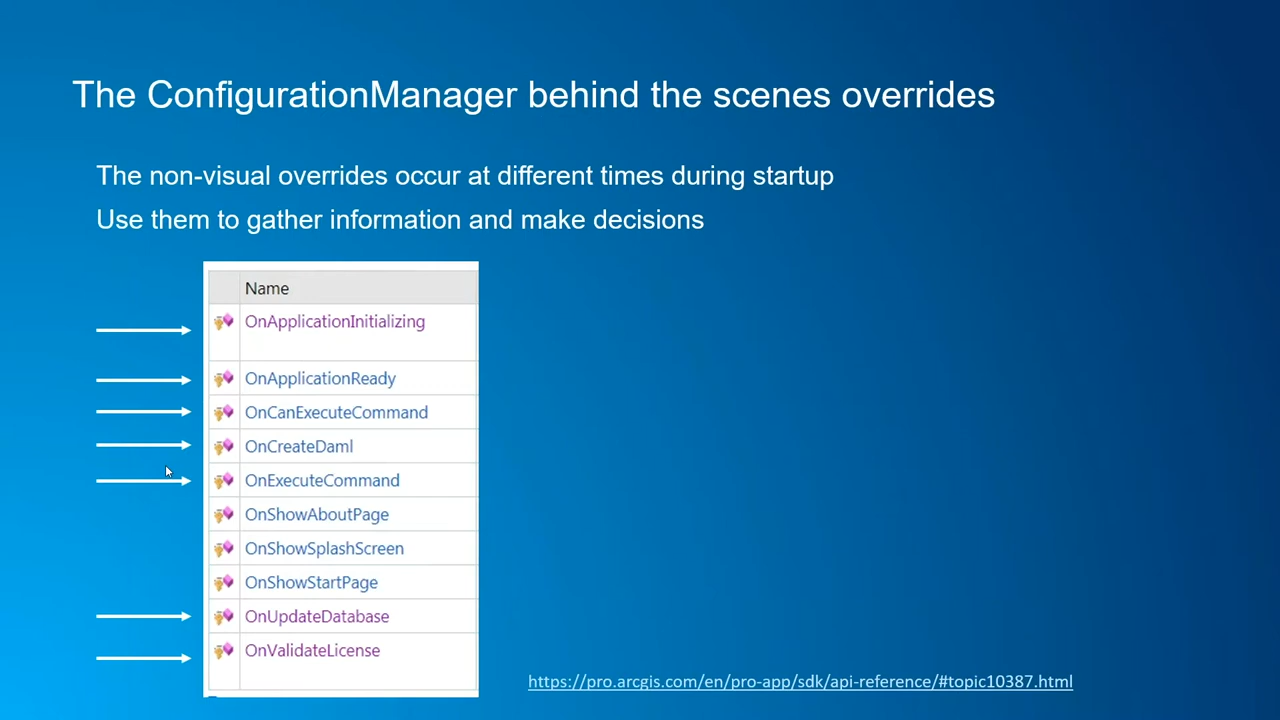 The ConfigurationManager behind the scenes overrides
The non-visual overrides occur at different times during startup
Use them to gather information and make decisions
Name
OnApplicationInitializing
OnApplicationReady
OnCanExecuteCommand
OnCreateDaml
OnExecuteCommand
OnShowAboutPage
OnShowSplashScreen
OnShowStartPage
OnUpdateDatabase
OnValidateLicense
https://pro.arcgis.com/en/pro-app/sdk/api-reference/#topic10387.html